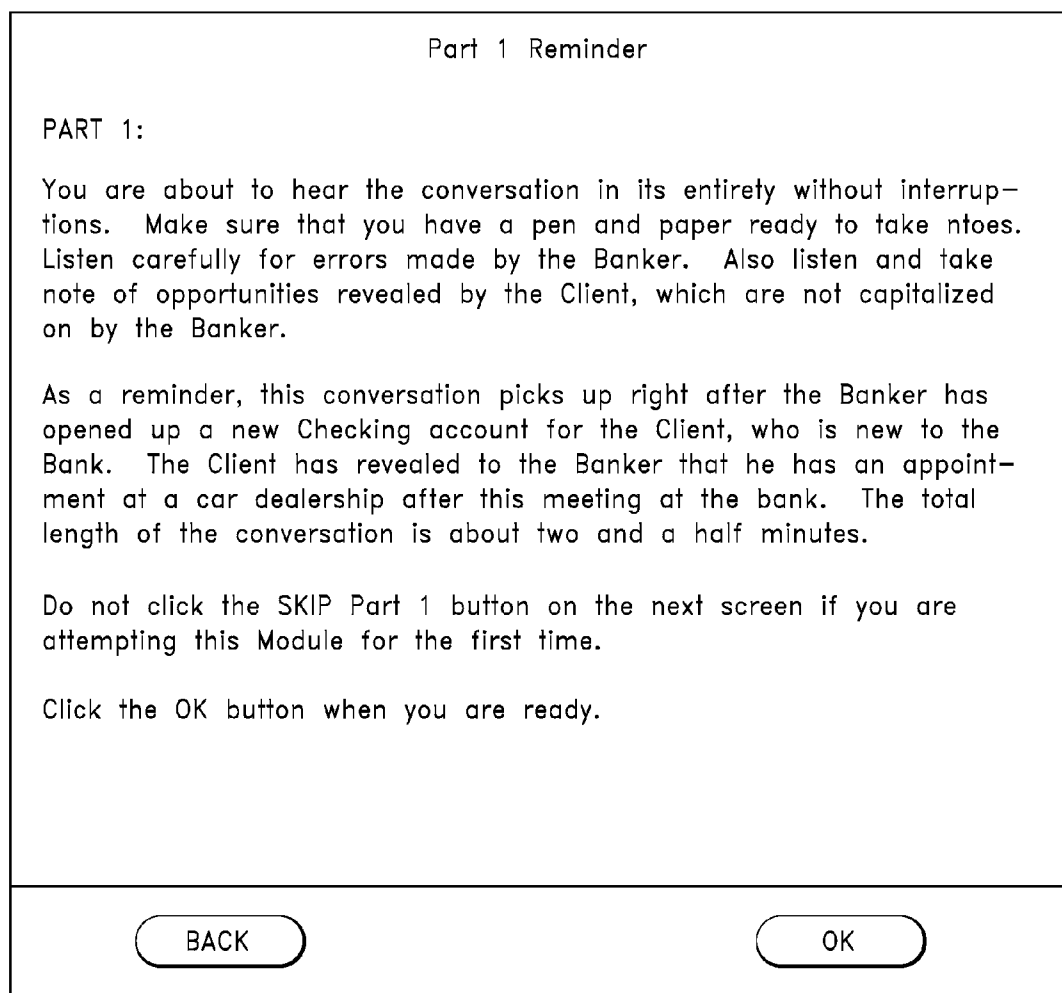 Part 1 Reminder
PART 1:
You are about to hear the conversation in its entirety without interrup-
tions. Make sure that you have a pen and paper ready to take ntoes.
Listen carefully for errors made by the Banker. Also listen and take
note of opportunities revealed by the Client, which are not capitalized
on by the Banker.
As a reminder, this conversation picks up right after the Banker has
opened up a new Checking account for the Client, who is new to the
Bank. The Client has revealed to the Banker that he has an appoint-
ment at a car dealership after this meeting at the bank. The total
length of the conversation is about two and a half minutes.
Do not click the SKIP Part 1 button on the next screen if you are
attempting this Module for the first time.
Click the OK button when you are ready.
BACK OK